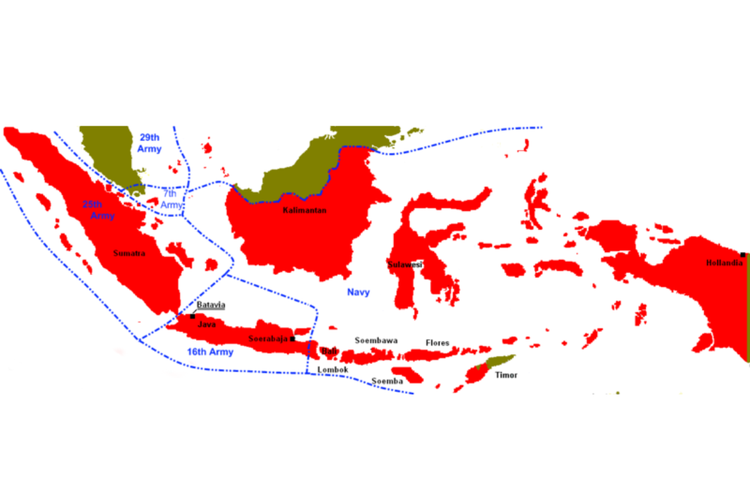 29th
Army
7th
Army
25th
Army
Kalimantan
Sumatra
Salawesi
Hollandia
Navy
Batavia
Java
Soerabaja
Bali
16th Army
Soembawa
Flores
Lombok
Soemba
Timor